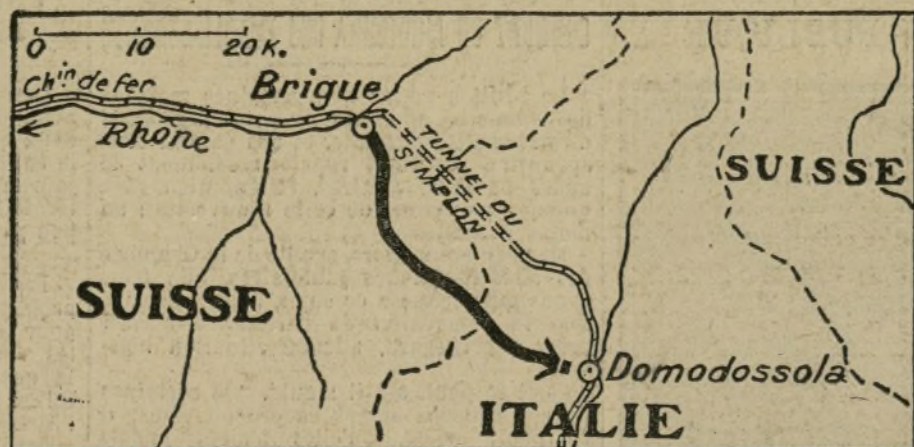 0 10 20 K.
Chin de fer
Brigue
Rhône
TUNNEL DU
SIMPLON
SUISSE
SUISSE
Domodossola
ITALIE